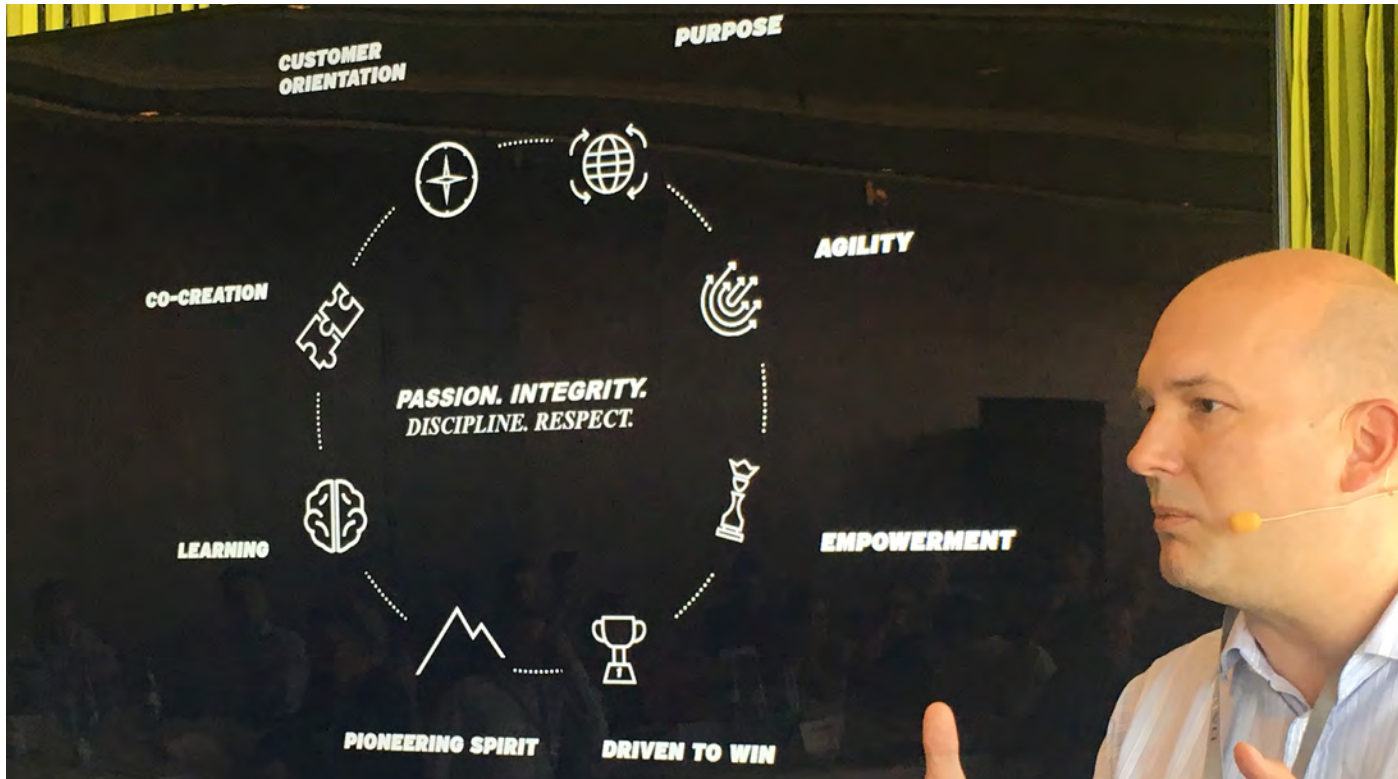 PURPOSE
CUSTOMER
ORIENTATION
AGILITY
CO-CREATION
PASSION. INTEGRITY.
DISCIPLINE. RESPECT.
LEARNING
EMPOWERMENT
PIONEERING SPIRIT
DRIVEN TO WIN